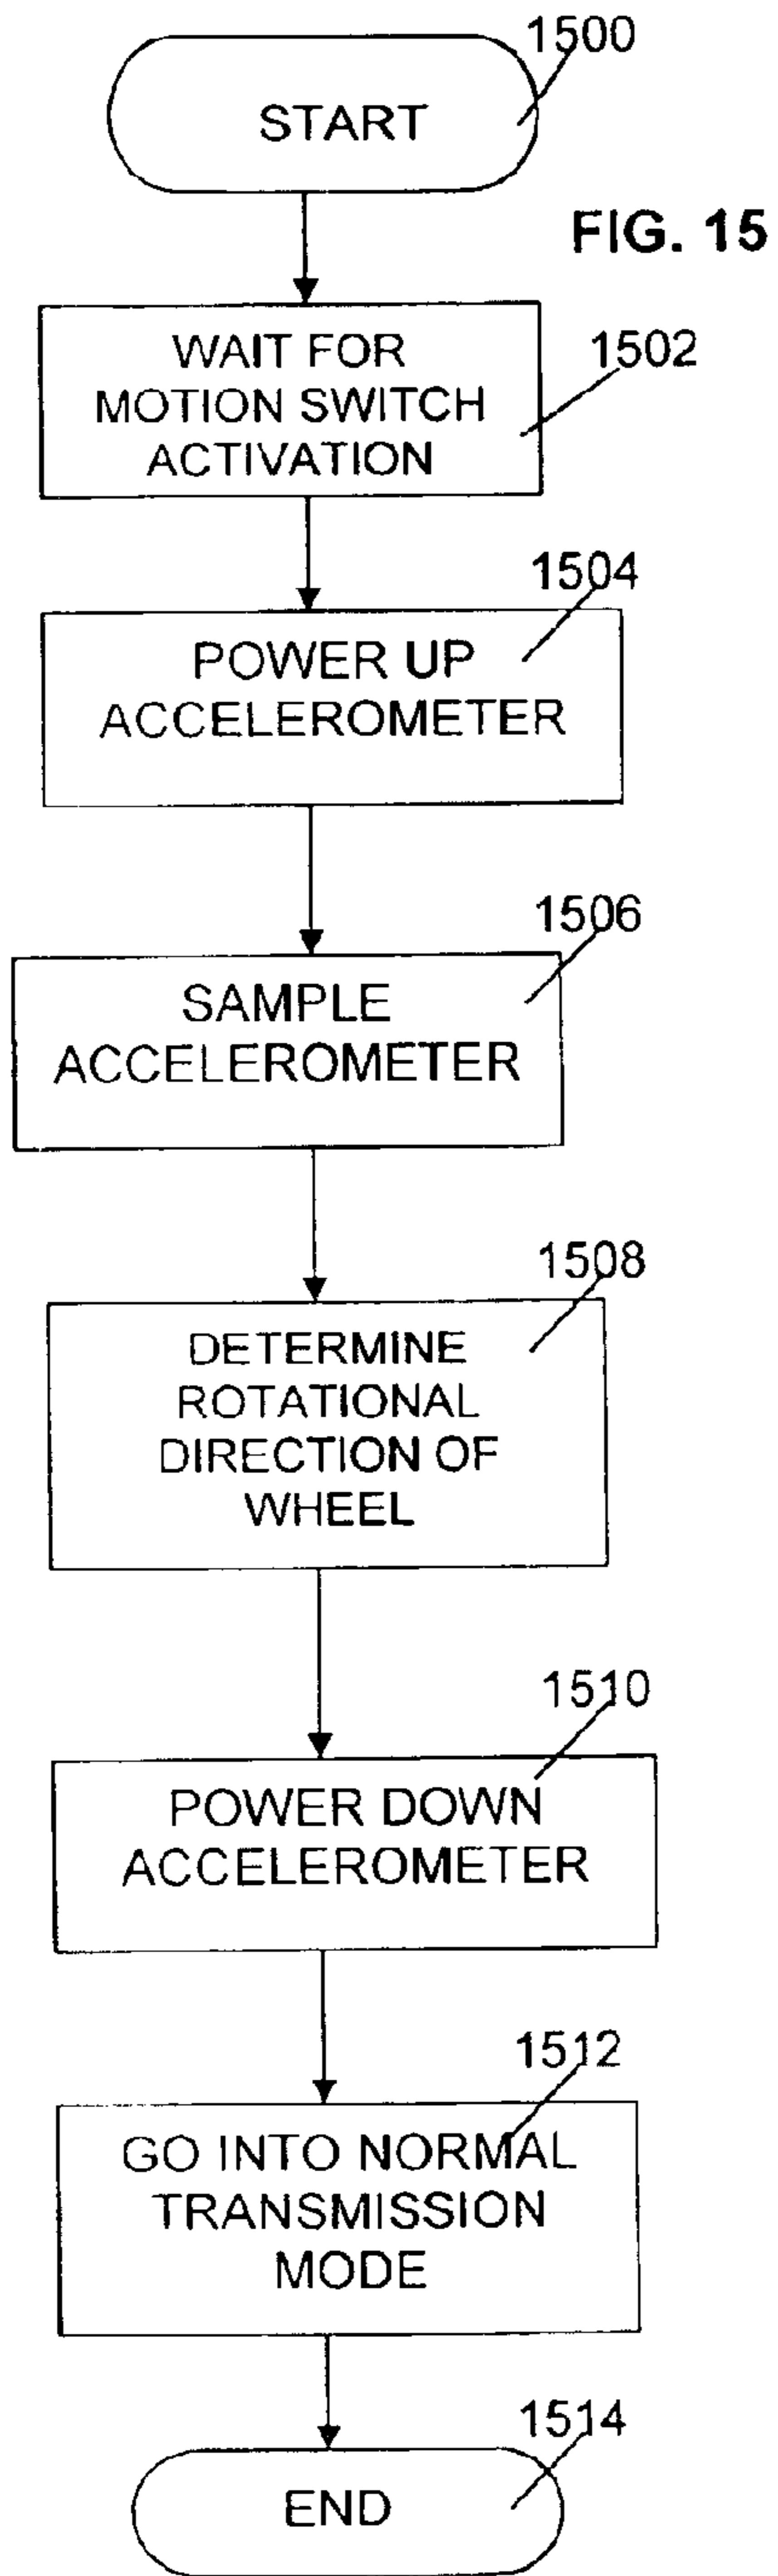 1500
START
FIG. 15
WAIT FOR
MOTION SWITCH
ACTIVATION
1502
1504
POWER UP
ACCELEROMETER
1506
SAMPLE
ACCELEROMETER
1508
DETERMINE
ROTATIONAL
DIRECTION OF
WHEEL
1510
POWER DOWN
ACCELEROMETER
1512
GO INTO NORMAL
TRANSMISSION
MODE
1514
END